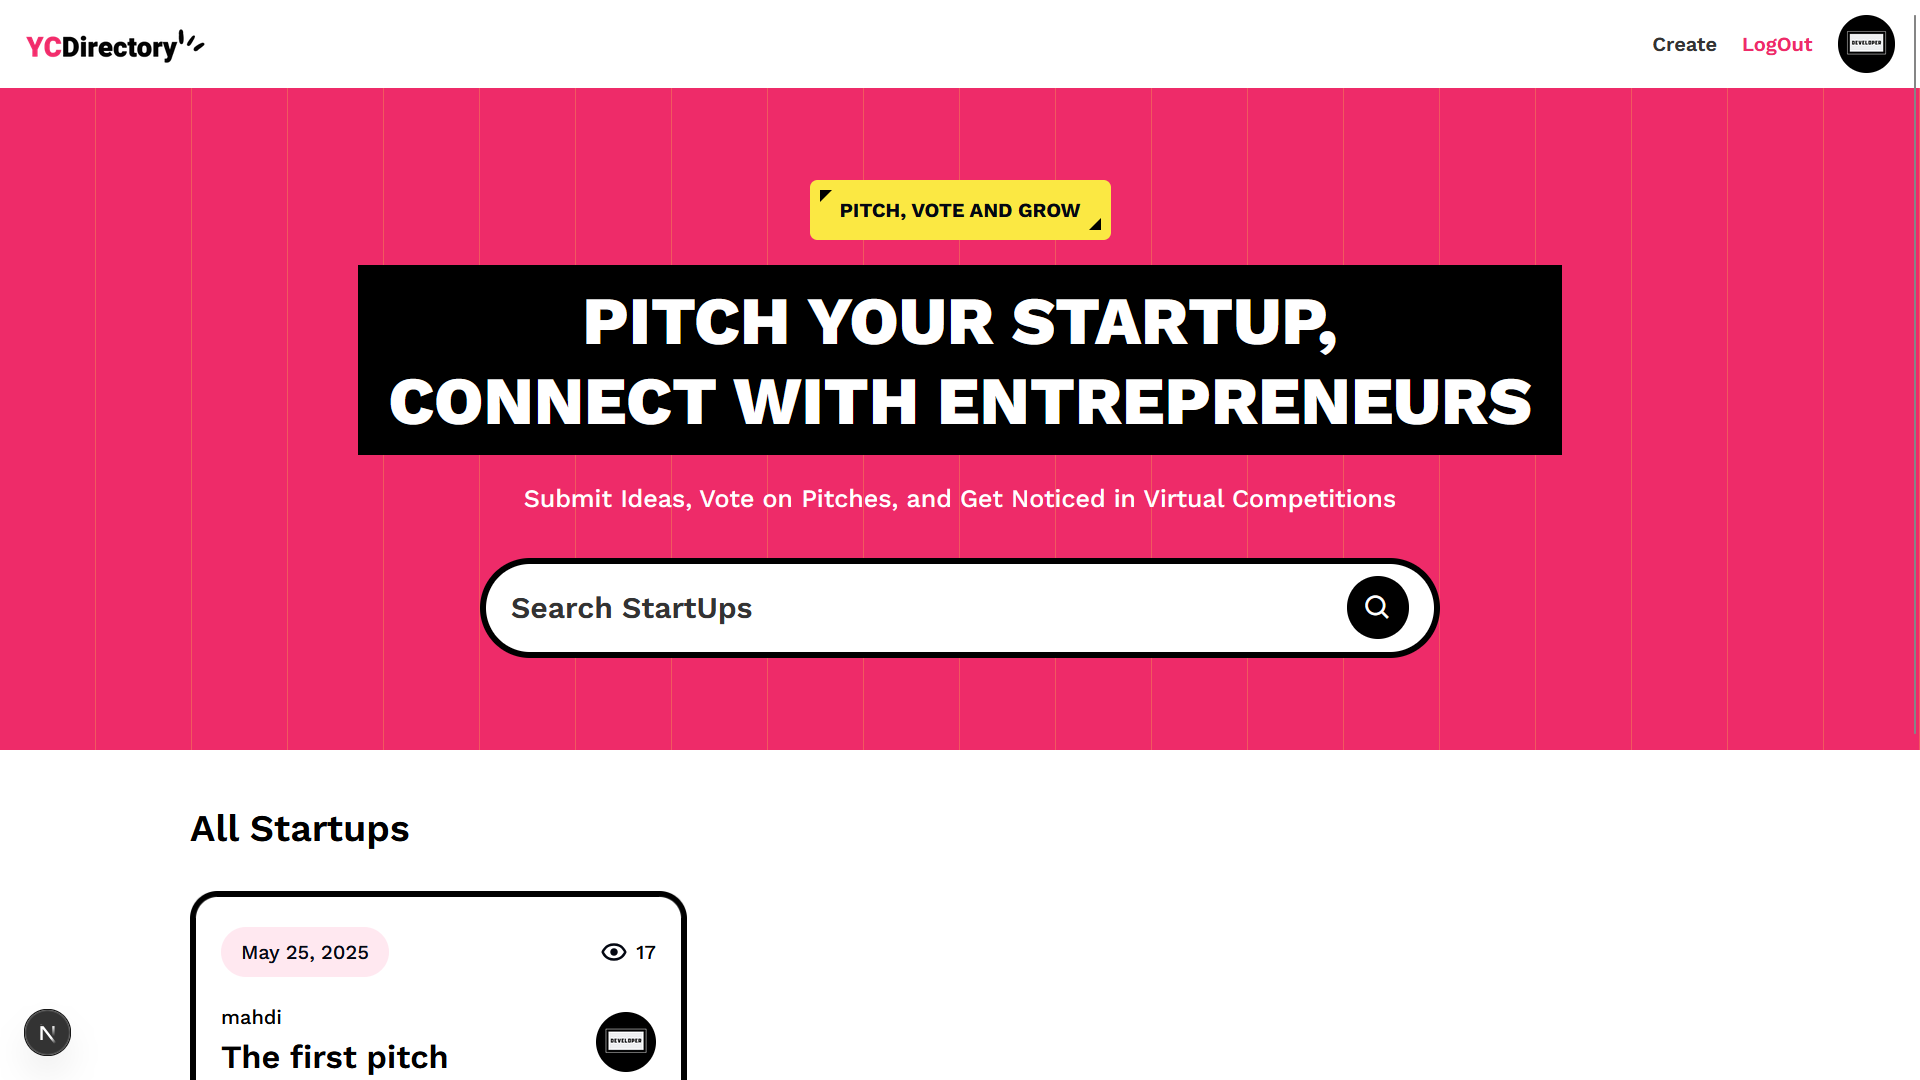 YCDirectory
Create
LogOut
DEVELOPER
PITCH, VOTE AND GROW
PITCH YOUR STARTUP,
CONNECT WITH ENTREPRENEURS
Submit Ideas, Vote on Pitches, and Get Noticed in Virtual Competitions
Search StartUps
All Startups
May 25, 2025
17
mahdi
The first pitch
DEVELOPER
N